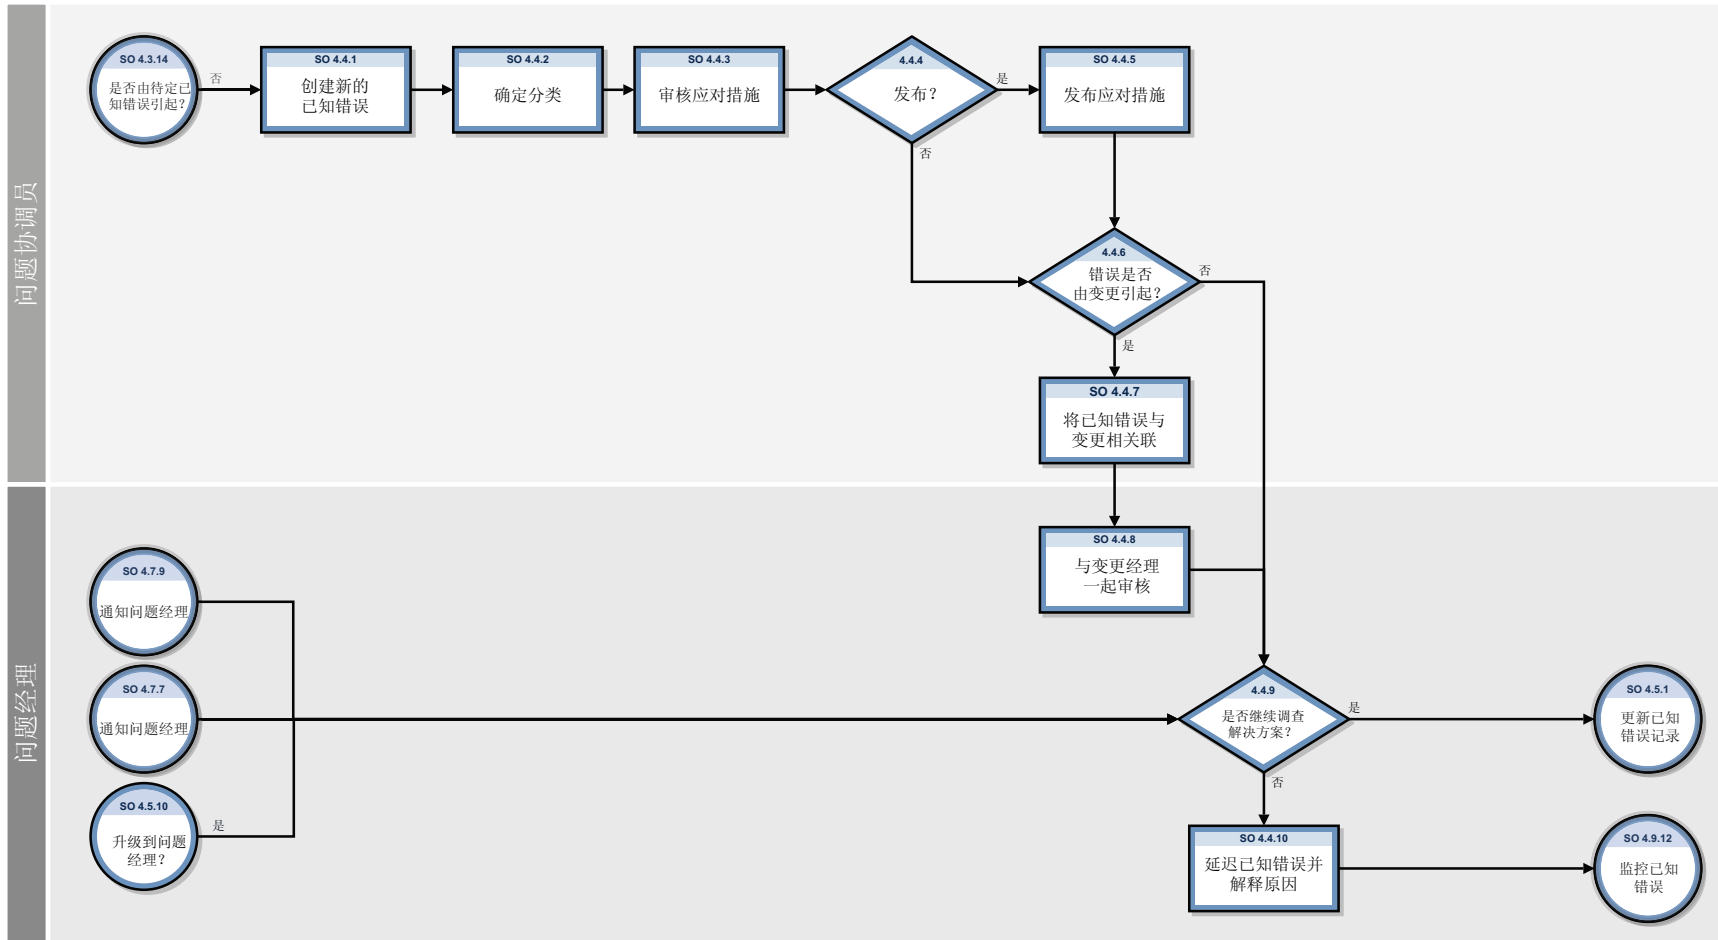 问题协调员
SO 4.3.14
是否由待定已
知错误引起?
否
SO 4.4.1
创建新的
已知错误
SO 4.4.2
确定分类
SO 4.4.3
审核应对措施
4.4.4
发布?
是
否
SO 4.4.5
发布应对措施
4.4.6
错误是否
由变更引起?
否
是
SO 4.4.7
将已知错误与
变更相关联
问题经理
SO 4.4.8
与变更经理
一起审核
SO 4.7.9
通知问题经理
SO 4.7.7
通知问题经理
SO 4.5.10
升级到问题
经理?
是
4.4.9
是否继续调查
解决方案?
是
否
SO 4.5.1
更新已知
错误记录
SO 4.4.10
延迟已知错误并
解释原因
SO 4.9.12
监控已知
错误